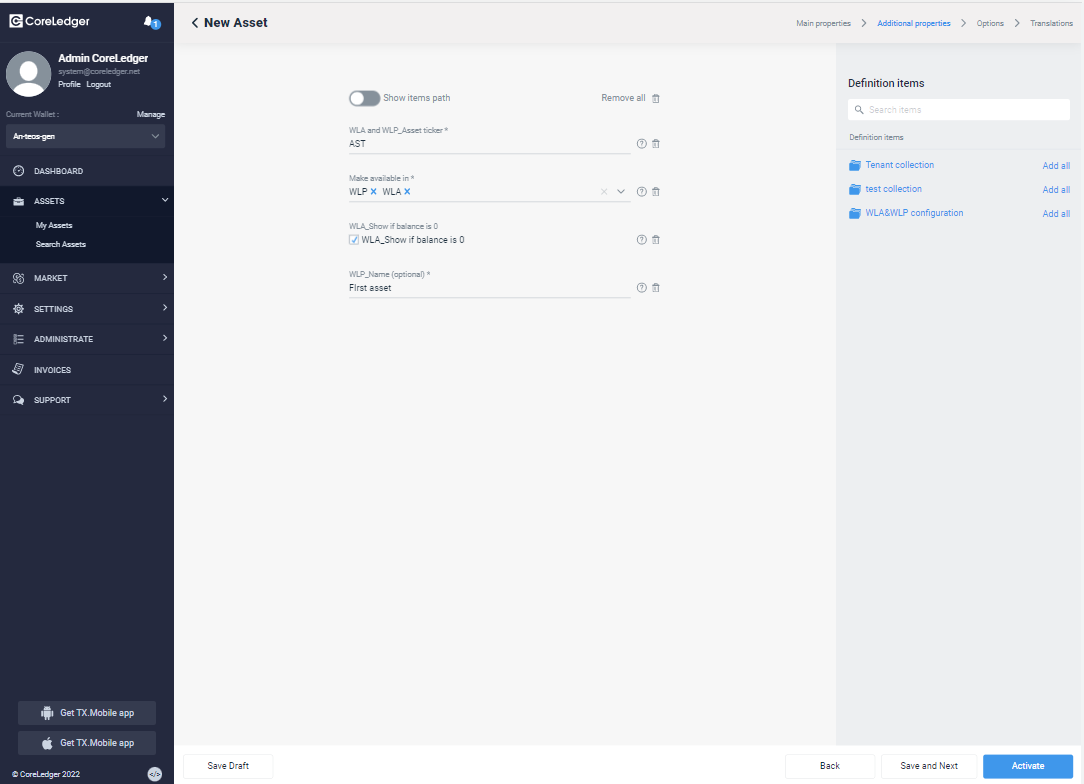 CoreLedger
1
Admin CoreLedger
system@coreledger.net
Profile Logout
Current Wallet :
Manage
An-teos-gen
DASHBOARD
ASSETS
My Assets
Search Assets
MARKET
SETTINGS
ADMINISTRATE
INVOICES
SUPPORT
Get TX.Mobile app
Get TX.Mobile app
© CoreLedger 2022
</>
New Asset
Main properties > Additional properties > Options > Translations
Show items path
Remove all
WLA and WLP_Asset ticker *
AST
Make available in *
WLP × WLA ×
WLA_Show if balance is 0
WLA_Show if balance is 0
WLP_Name (optional) *
First asset
Definition items
Search items
Definition items
Tenant collection Add all
test collection Add all
WLA&WLP configuration Add all
Save Draft
Back
Save and Next
Activate